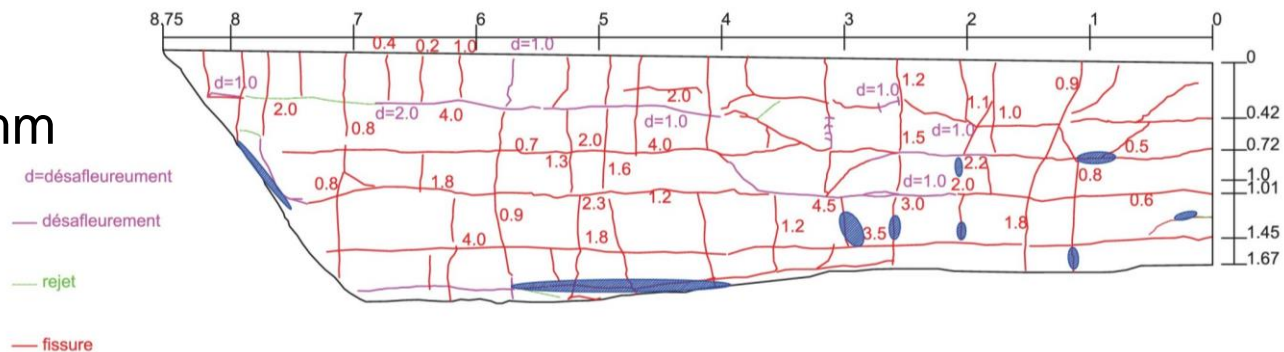 8.75 8 7 6 5 4 3 2 1 0
0.4 0.2 1.0 d=1.0
0
d=1.0 2.0 d=2.0 4.0 2.0 d=1.0 d=1.0 1.2 1.1 1.0 0.9
0.42
nm
0.8 0.7 1.3 2.0 1.6 4.0 1.5 d=1.0 2.2 0.5
0.72
d=désafleureument
0.8 1.8 1.2 d=1.0 2.0 0.8
1.0
1.01
désafleurement
0.9 2.3 4.5 3.0 0.6
4.0 1.8 1.2 3.5 1.8
1.45
1.67
rejet
fissure